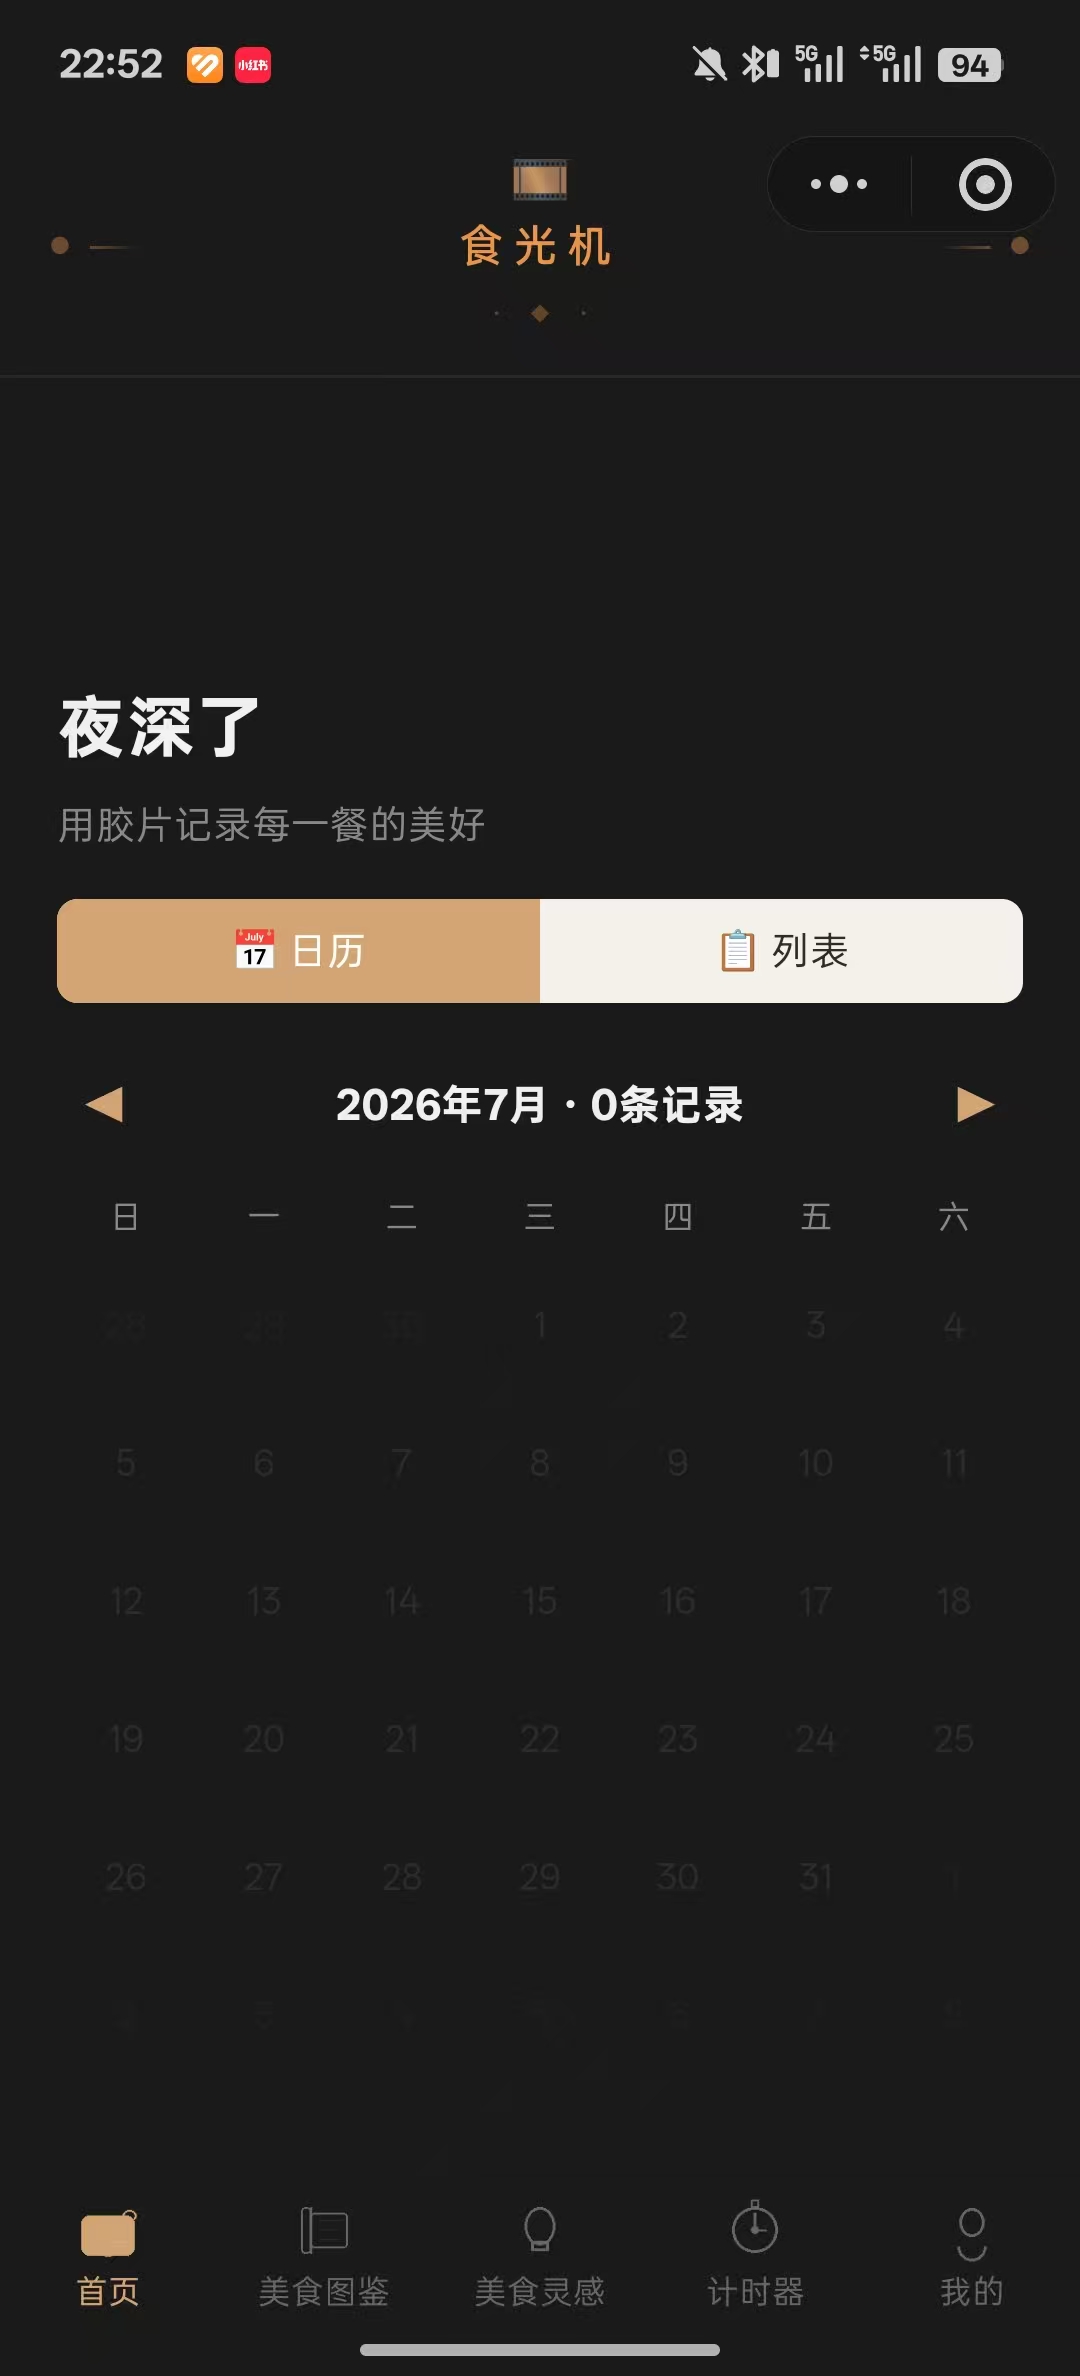 22:52 小红书 5G 5G 94
食光机
夜深了
用胶片记录每一餐的美好
July 17 日历 列表
2026年7月 · 0条记录
日 一 二 三 四 五 六
28 29 30 1 2 3 4
5 6 7 8 9 10 11
12 13 14 15 16 17 18
19 20 21 22 23 24 25
26 27 28 29 30 31 1
首页 美食图鉴 美食灵感 计时器 我的